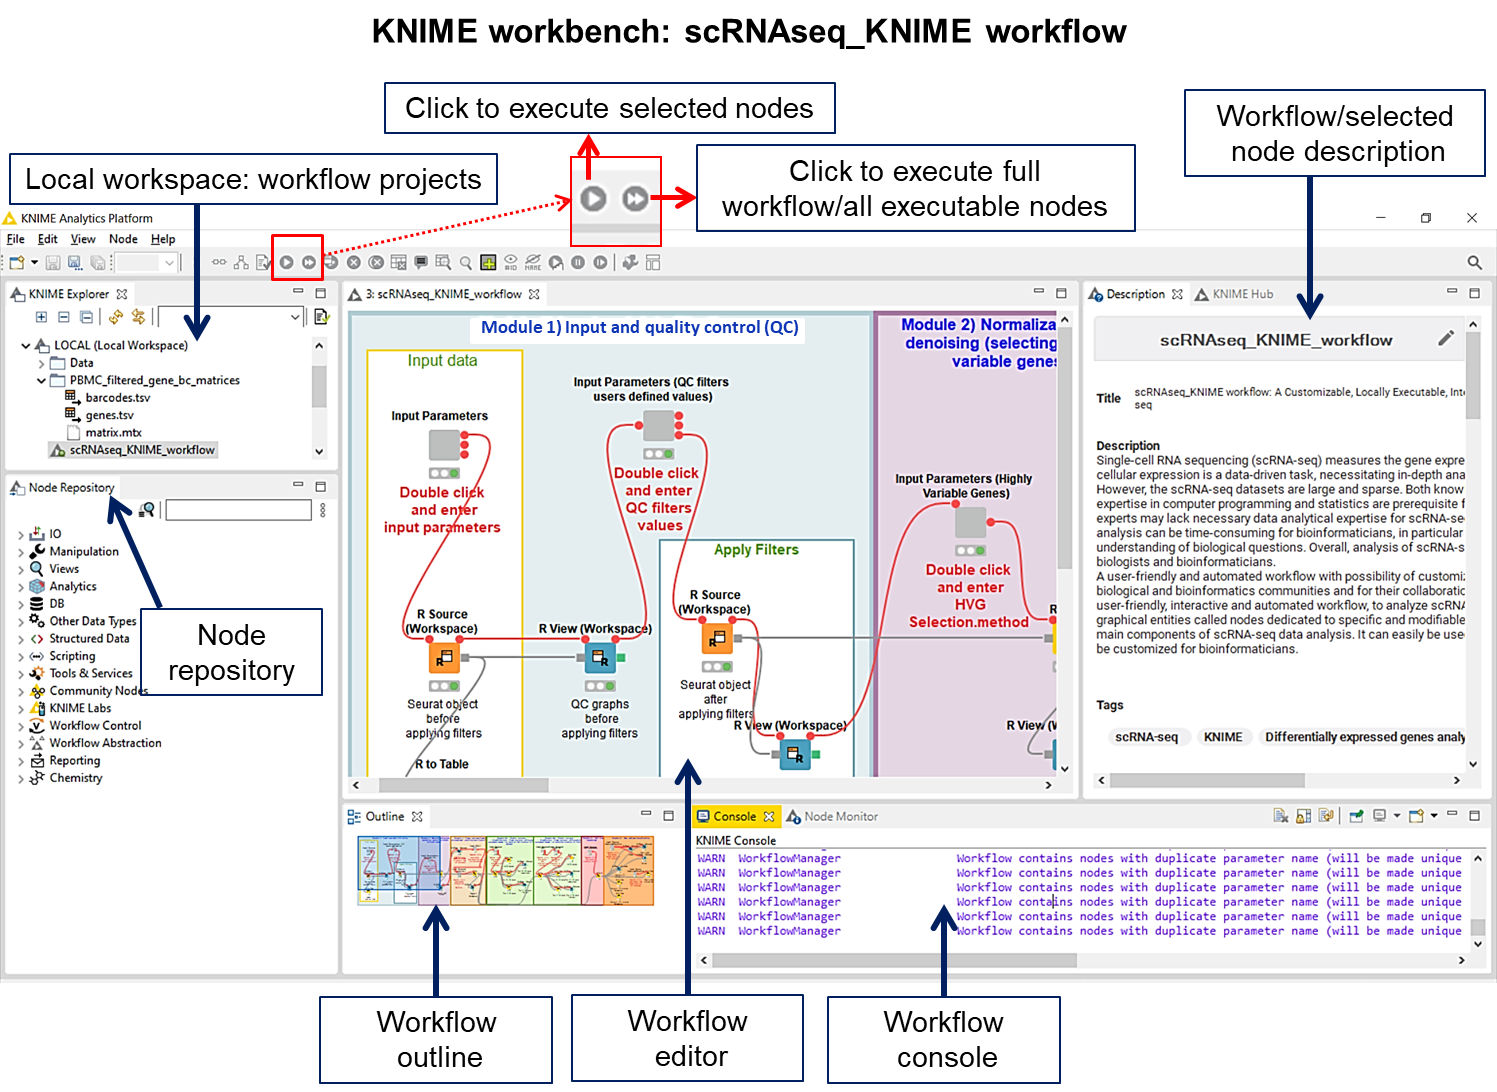 KNIME workbench: scRNAseq_KNIME workflow
Click to execute selected nodes
Workflow/selected
node description
Local workspace: workflow projects
Click to execute full
workflow/all executable nodes
KNIME Analytics Platform
File Edit View Node Help
KNIME Explorer
3: scRNAseq_KNIME_workflow
Description
KNIME Hub
LOCAL (Local Workspace)
Data
PBMC_filtered_gene_bc_matrices
barcodes.tsv
genes.tsv
matrix.mtx
scRNAseq_KNIME_workflow
Node Repository
IO
Manipulation
Views
Analytics
DB
Other Data Types
Structured Data
Scripting
Tools & Services
Community Nodes
KNIME Labs
Workflow Control
Workflow Abstraction
Reporting
Chemistry
Node
repository
Module 1) Input and quality control (QC)
Input data
Input Parameters
Double click
and enter
input parameters
R Source
(Workspace)
Seurat object
before
applying filters
R to Table
Input Parameters (QC filters
users defined values)
Double click
and enter
QC filters
values
R View (Workspace)
QC graphs
before
applying filters
Apply Filters
R Source
(Workspace)
Seurat object
after
applying filters
R View (Workspace)
Module 2) Normaliza
denoising (selecting
variable gene
Input Parameters (Highly
Variable Genes)
Double click
and enter
HVG
Selection.method
R View (W
scRNAseq_KNIME_workflow
Title
scRNAseq_KNIME workflow: A Customizable, Locally Executable, Inte
seq
Description
Single-cell RNA sequencing (scRNA-seq) measures the gene expre
cellular expression is a data-driven task, necessitating in-depth ana
However, the scRNA-seq datasets are large and sparse. Both know
expertise in computer programming and statistics are prerequisite f
experts may lack necessary data analytical expertise for scRNA-se
analysis can be time-consuming for bioinformaticians, in particular
understanding of biological questions. Overall, analysis of scRNA-s
biologists and bioinformaticians.
A user-friendly and automated workflow with possibility of customiz
biological and bioinformatics communities and for their collaboratio
user-friendly, interactive and automated workflow, to analyze scRNA
graphical entities called nodes dedicated to specific and modifiable
main components of scRNA-seq data analysis. It can easily be use
be customized for bioinformaticians.
Tags
scRNA-seq
KNIME
Differentially expressed genes analy
Outline
Console
Node Monitor
KNIME Console
WARN WorkflowManager Workflow contains nodes with duplicate parameter name (will be made unique
WARN WorkflowManager Workflow contains nodes with duplicate parameter name (will be made unique
WARN WorkflowManager Workflow contains nodes with duplicate parameter name (will be made unique
WARN WorkflowManager Workflow contains nodes with duplicate parameter name (will be made unique
WARN WorkflowManager Workflow contains nodes with duplicate parameter name (will be made unique
WARN WorkflowManager Workflow contains nodes with duplicate parameter name (will be made unique
Workflow
outline
Workflow
editor
Workflow
console